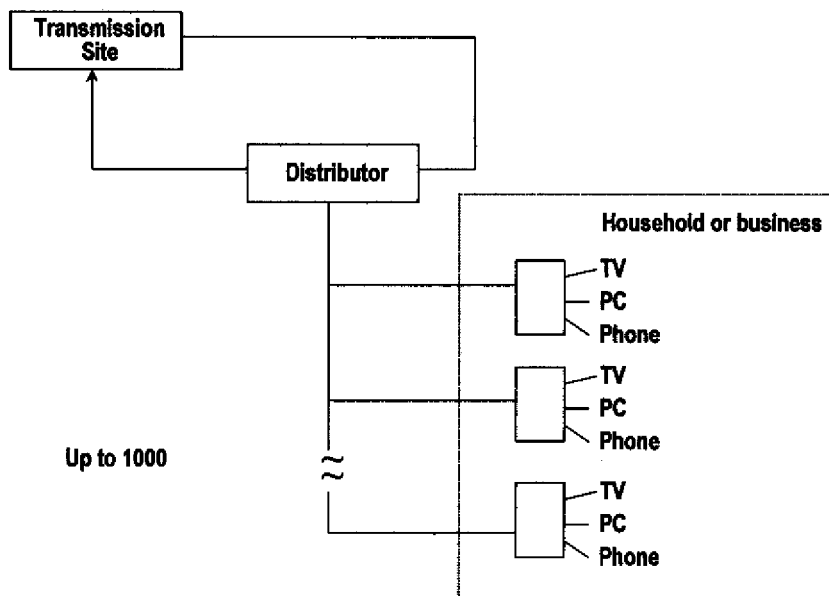 Transmission
Site
Distributor
Household or business
TV
PC
Phone
TV
PC
Phone
Up to 1000
TV
PC
Phone